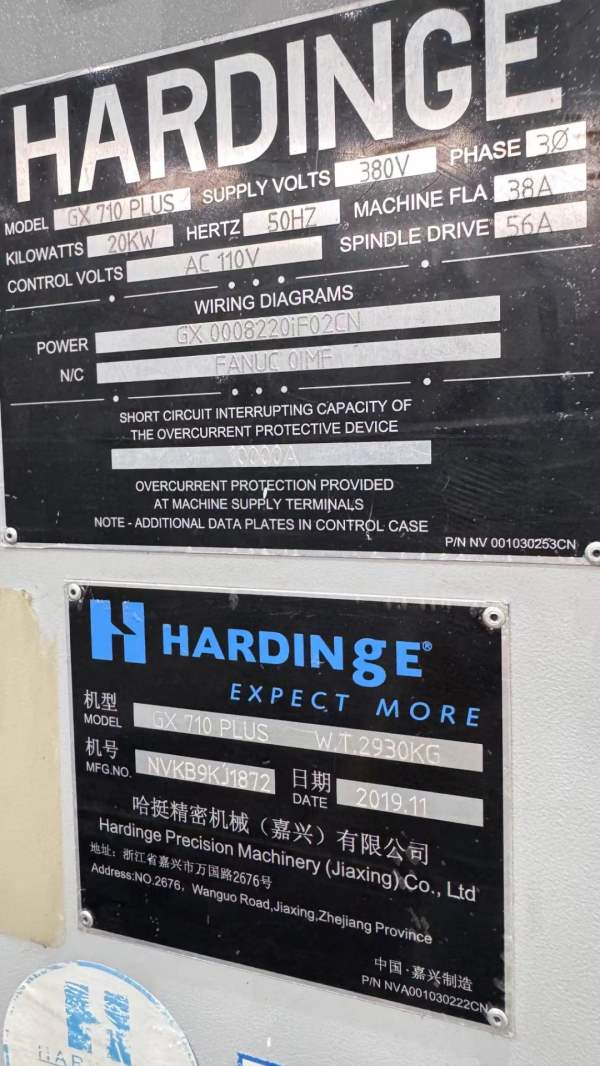 HARDINGE
MODEL GX 710 PLUS SUPPLY VOLTS 380V PHASE 3Ø
KILOWATTS 20KW HERTZ 50HZ MACHINE FLA 38A
CONTROL VOLTS AC 110V SPINDLE DRIVE 56A
WIRING DIAGRAMS
POWER GX 0008220iF02CN
N/C FANUC 0IMF
SHORT CIRCUIT INTERRUPTING CAPACITY OF
THE OVERCURRENT PROTECTIVE DEVICE
OVERCURRENT PROTECTION PROVIDED
AT MACHINE SUPPLY TERMINALS
NOTE - ADDITIONAL DATA PLATES IN CONTROL CASE
P/N NV 001030253CN
HARDINgE®
EXPECT MORE
机型
MODEL GX 710 PLUS W.T.2930KG
机号 日期
MFG.NO. NVKB9KJ1872 DATE 2019.11
哈挺精密机械（嘉兴）有限公司
Hardinge Precision Machinery (Jiaxing) Co., Ltd
地址: 浙江省嘉兴市万国路2676号
Address:NO.2676, Wanguo Road,Jiaxing,Zhejiang Province
中国·嘉兴制造
P/N NVA001030222CN